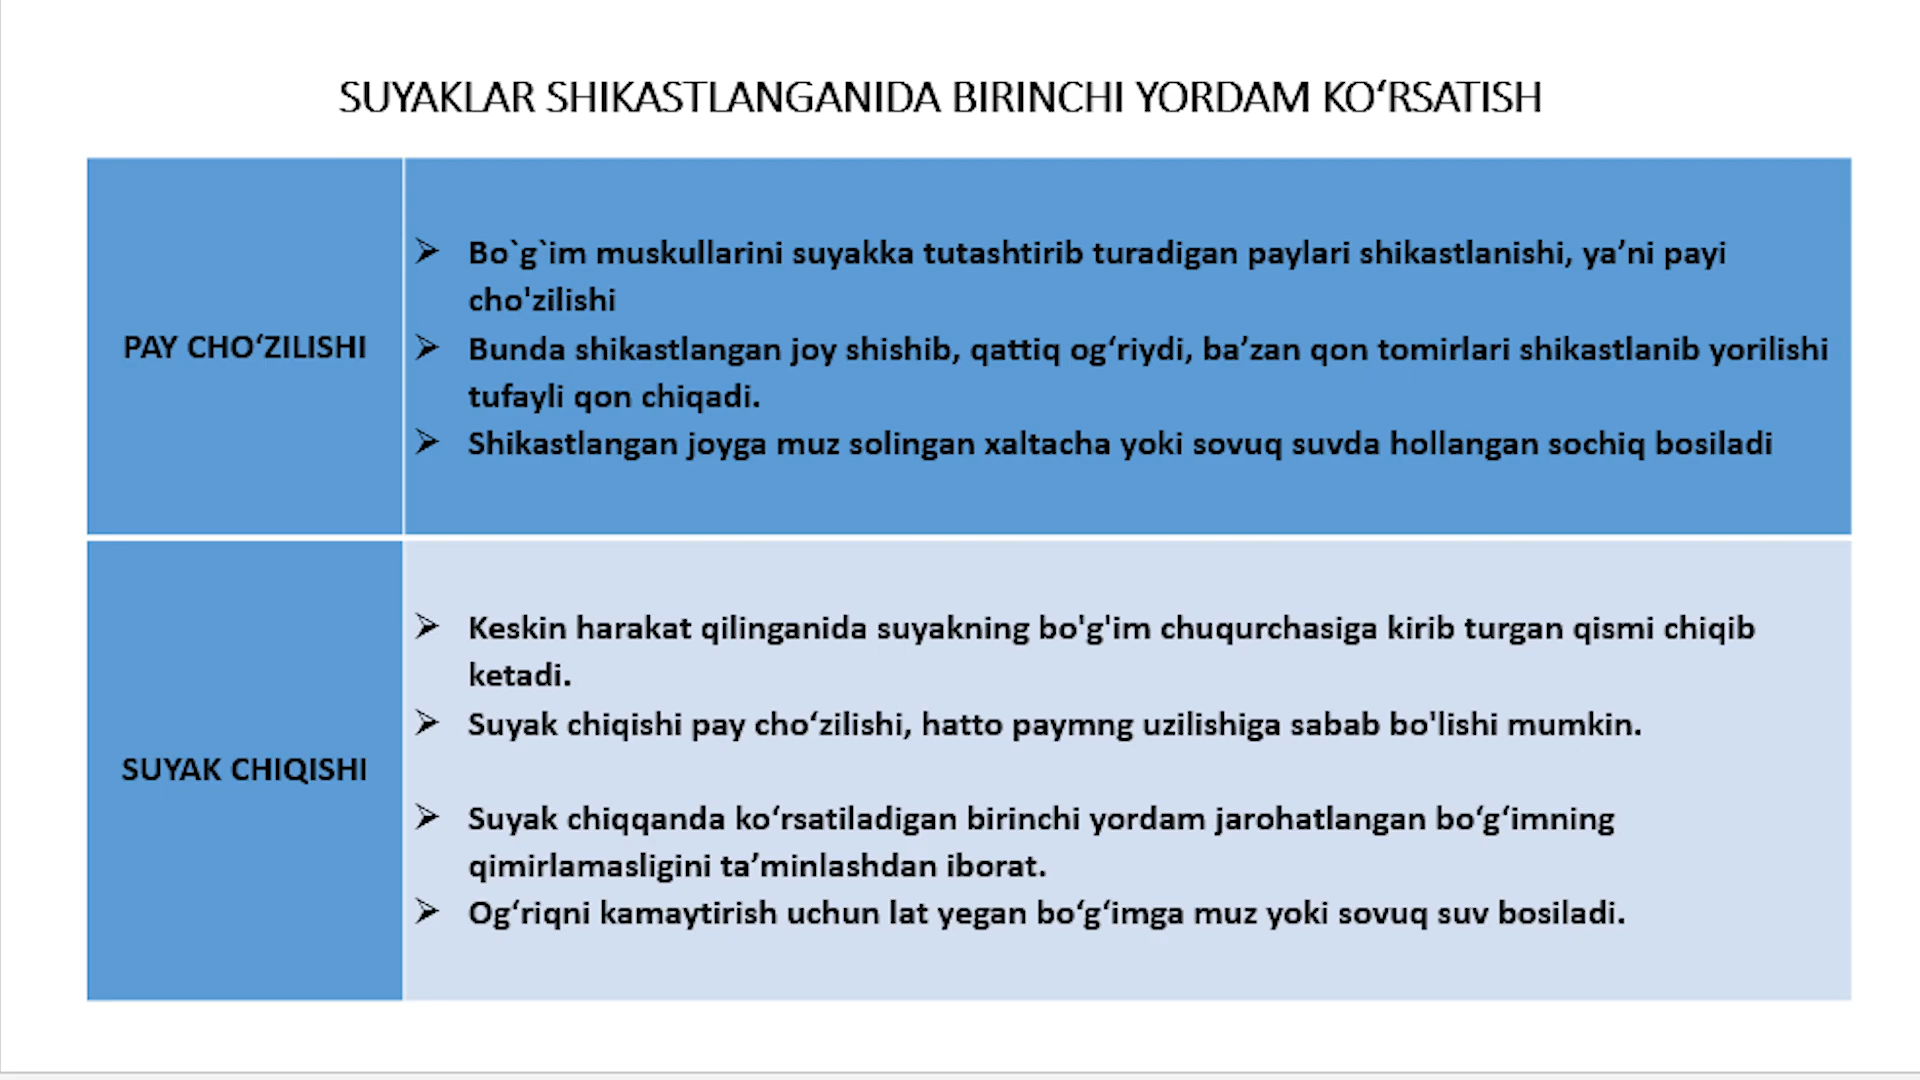 SUYAKLAR SHIKASTLANGANIDA BIRINCHI YORDAM KO‘RSATISH
PAY CHO‘ZILISHI
Bo`g`im muskullarini suyakka tutashtirib turadigan paylari shikastlanishi, ya’ni payi
cho'zilishi
Bunda shikastlangan joy shishib, qattiq og‘riydi, ba’zan qon tomirlari shikastlanib yorilishi
tufayli qon chiqadi.
Shikastlangan joyga muz solingan xaltacha yoki sovuq suvda hollangan sochiq bosiladi
SUYAK CHIQISHI
Keskin harakat qilinganida suyakning bo'g'im chuqurchasiga kirib turgan qismi chiqib
ketadi.
Suyak chiqishi pay cho‘zilishi, hatto paymng uzilishiga sabab bo'lishi mumkin.
Suyak chiqqanda ko‘rsatiladigan birinchi yordam jarohatlangan bo‘g‘imning
qimirlamasligini ta’minlashdan iborat.
Og‘riqni kamaytirish uchun lat yegan bo‘g‘imga muz yoki sovuq suv bosiladi.